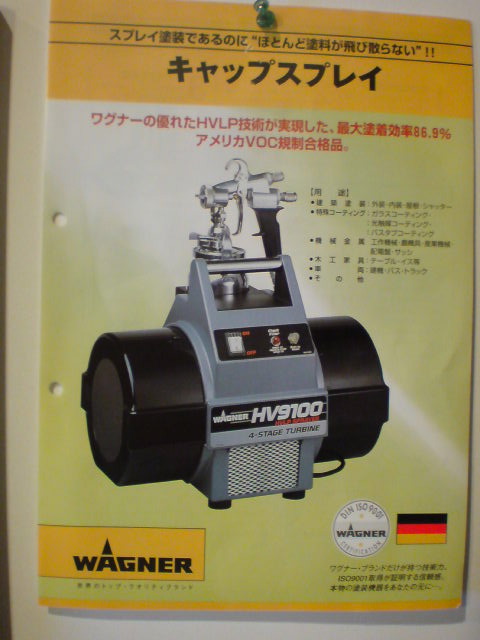 スプレイ塗装であるのに"ほとんど塗料が飛び散らない"!!
キャップスプレイ
ワグナーの優れたHVLP技術が実現した、最大塗着効率86.9%
アメリカVOC規制合格品。
【用 途】
●建築塗装：外装・内装・屋根・シャッター
●特殊コーティング：ガラスコーティング・
：光触媒コーティング・
：バスタブコーティング
●機械金属：工作機械・農機具・産業機械・
配電盤・サッシ
●木工家具：テーブル・イス等
●車両：建機・バス・トラック
●その他
ON
OFF
WAGNER HV9100
HVLP SPRAYER
4-STAGE TURBINE
DIN ISO 9001
WAGNER
CERTIFICATION
WAGNER
世界のトップ・クオリティブランド
ワグナー・ブランドだけが持つ技術力。
ISO9001取得が証明する信頼感。
本物の塗装機器をあなたの元に…。